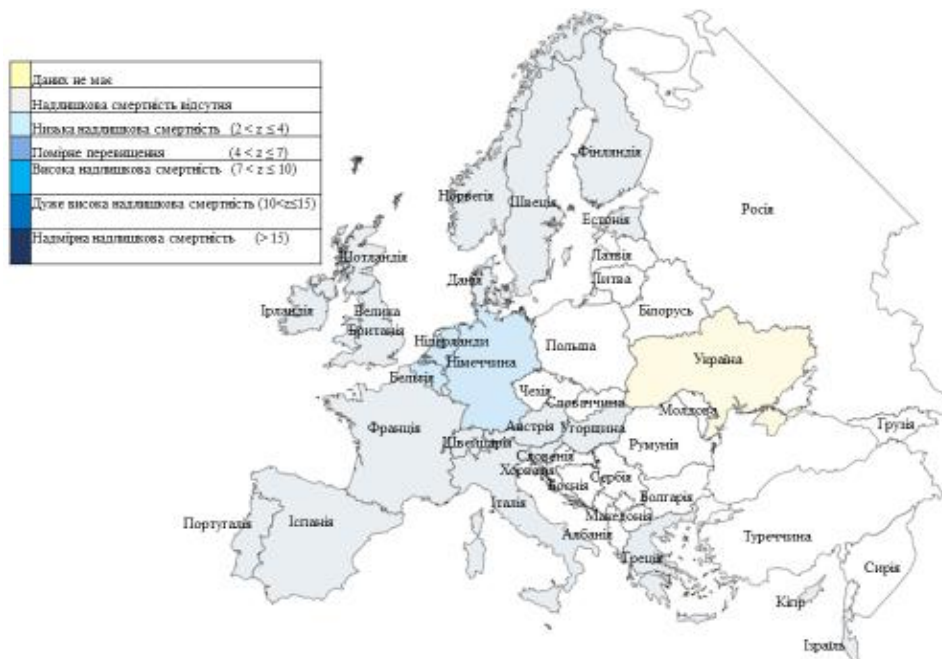 Даних не має
Надлишкова смертність відсутня
Низька надлишкова смертність (2 < z ≤ 4)
Помірне перевищення (4 < z ≤ 7)
Висока надлишкова смертність (7 < z ≤ 10)
Дуже висока надлишкова смертність (10<z≤15)
Надмірна надлишкова смертність (> 15)
Фінляндія
Норвегія
Швеція
Росія
Естонія
Латвія
Литва
Шотландія
Данія
Білорусь
Ірландія
Велика
Британія
Нідерланди
Польша
Україна
Німеччина
Бельгія
Чехія
Словаччина
Молдова
Франція
Австрія
Угорщина
Грузія
Швейцарія
Румунія
Словенія
Хорватія
Боснія
Сербія
Італія
Болгарія
Македонія
Португалія
Іспанія
Албанія
Туреччина
Греція
Сирія
Кіпр
Ізраїль